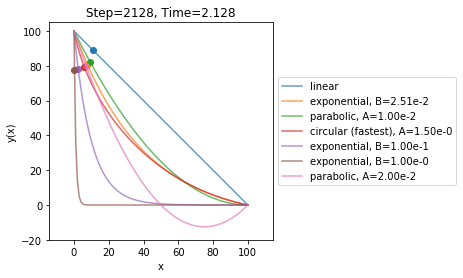 Step=2128, Time=2.128
100
80
60
40
20
0
−20
y(x)
0 20 40 60 80 100
x
linear
exponential, B=2.51e-2
parabolic, A=1.00e-2
circular (fastest), A=1.50e-0
exponential, B=1.00e-1
exponential, B=1.00e-0
parabolic, A=2.00e-2